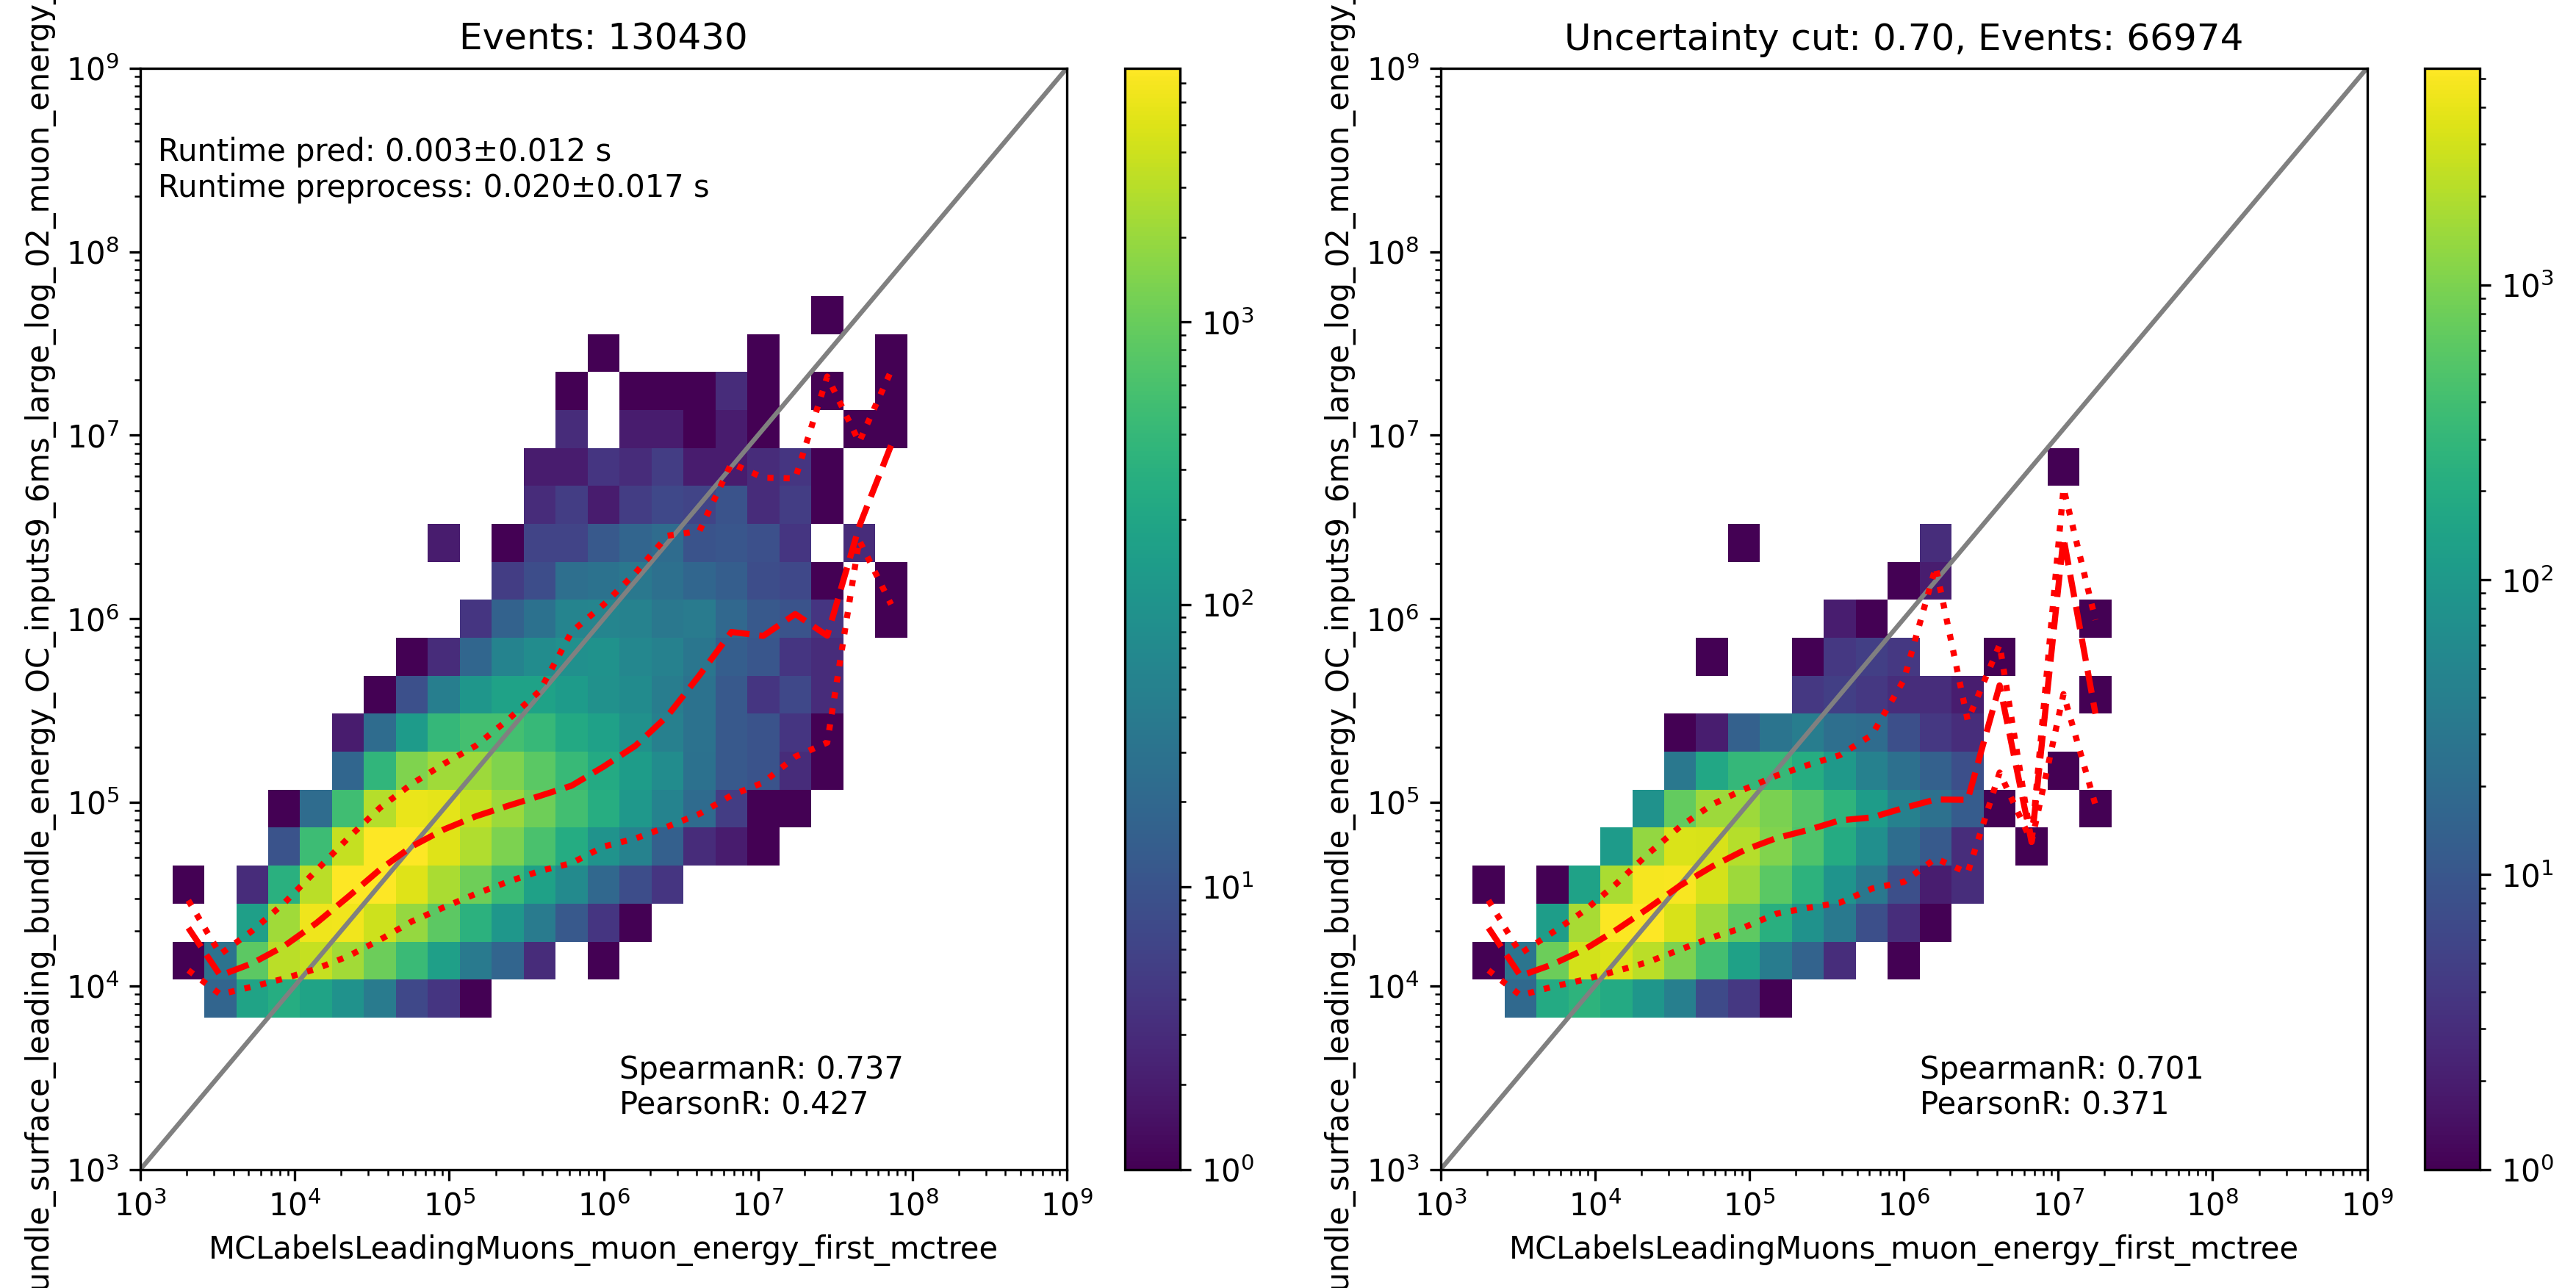 Events: 130430
Uncertainty cut: 0.70, Events: 66974
Runtime pred: 0.003±0.012 s
Runtime preprocess: 0.020±0.017 s
SpearmanR: 0.737
PearsonR: 0.427
SpearmanR: 0.701
PearsonR: 0.371
10⁹
10⁸
10⁷
10⁶
10⁵
10⁴
10³
10³ 10⁴ 10⁵ 10⁶ 10⁷ 10⁸ 10⁹
MCLabelsLeadingMuons_muon_energy_first_mctree
undle_surface_leading_bundle_energy_OC_inputs9_6ms_large_log_02_muon_energy_
10³
10²
10¹
10⁰
10⁹
10⁸
10⁷
10⁶
10⁵
10⁴
10³
10³ 10⁴ 10⁵ 10⁶ 10⁷ 10⁸ 10⁹
MCLabelsLeadingMuons_muon_energy_first_mctree
undle_surface_leading_bundle_energy_OC_inputs9_6ms_large_log_02_muon_energy_
10³
10²
10¹
10⁰